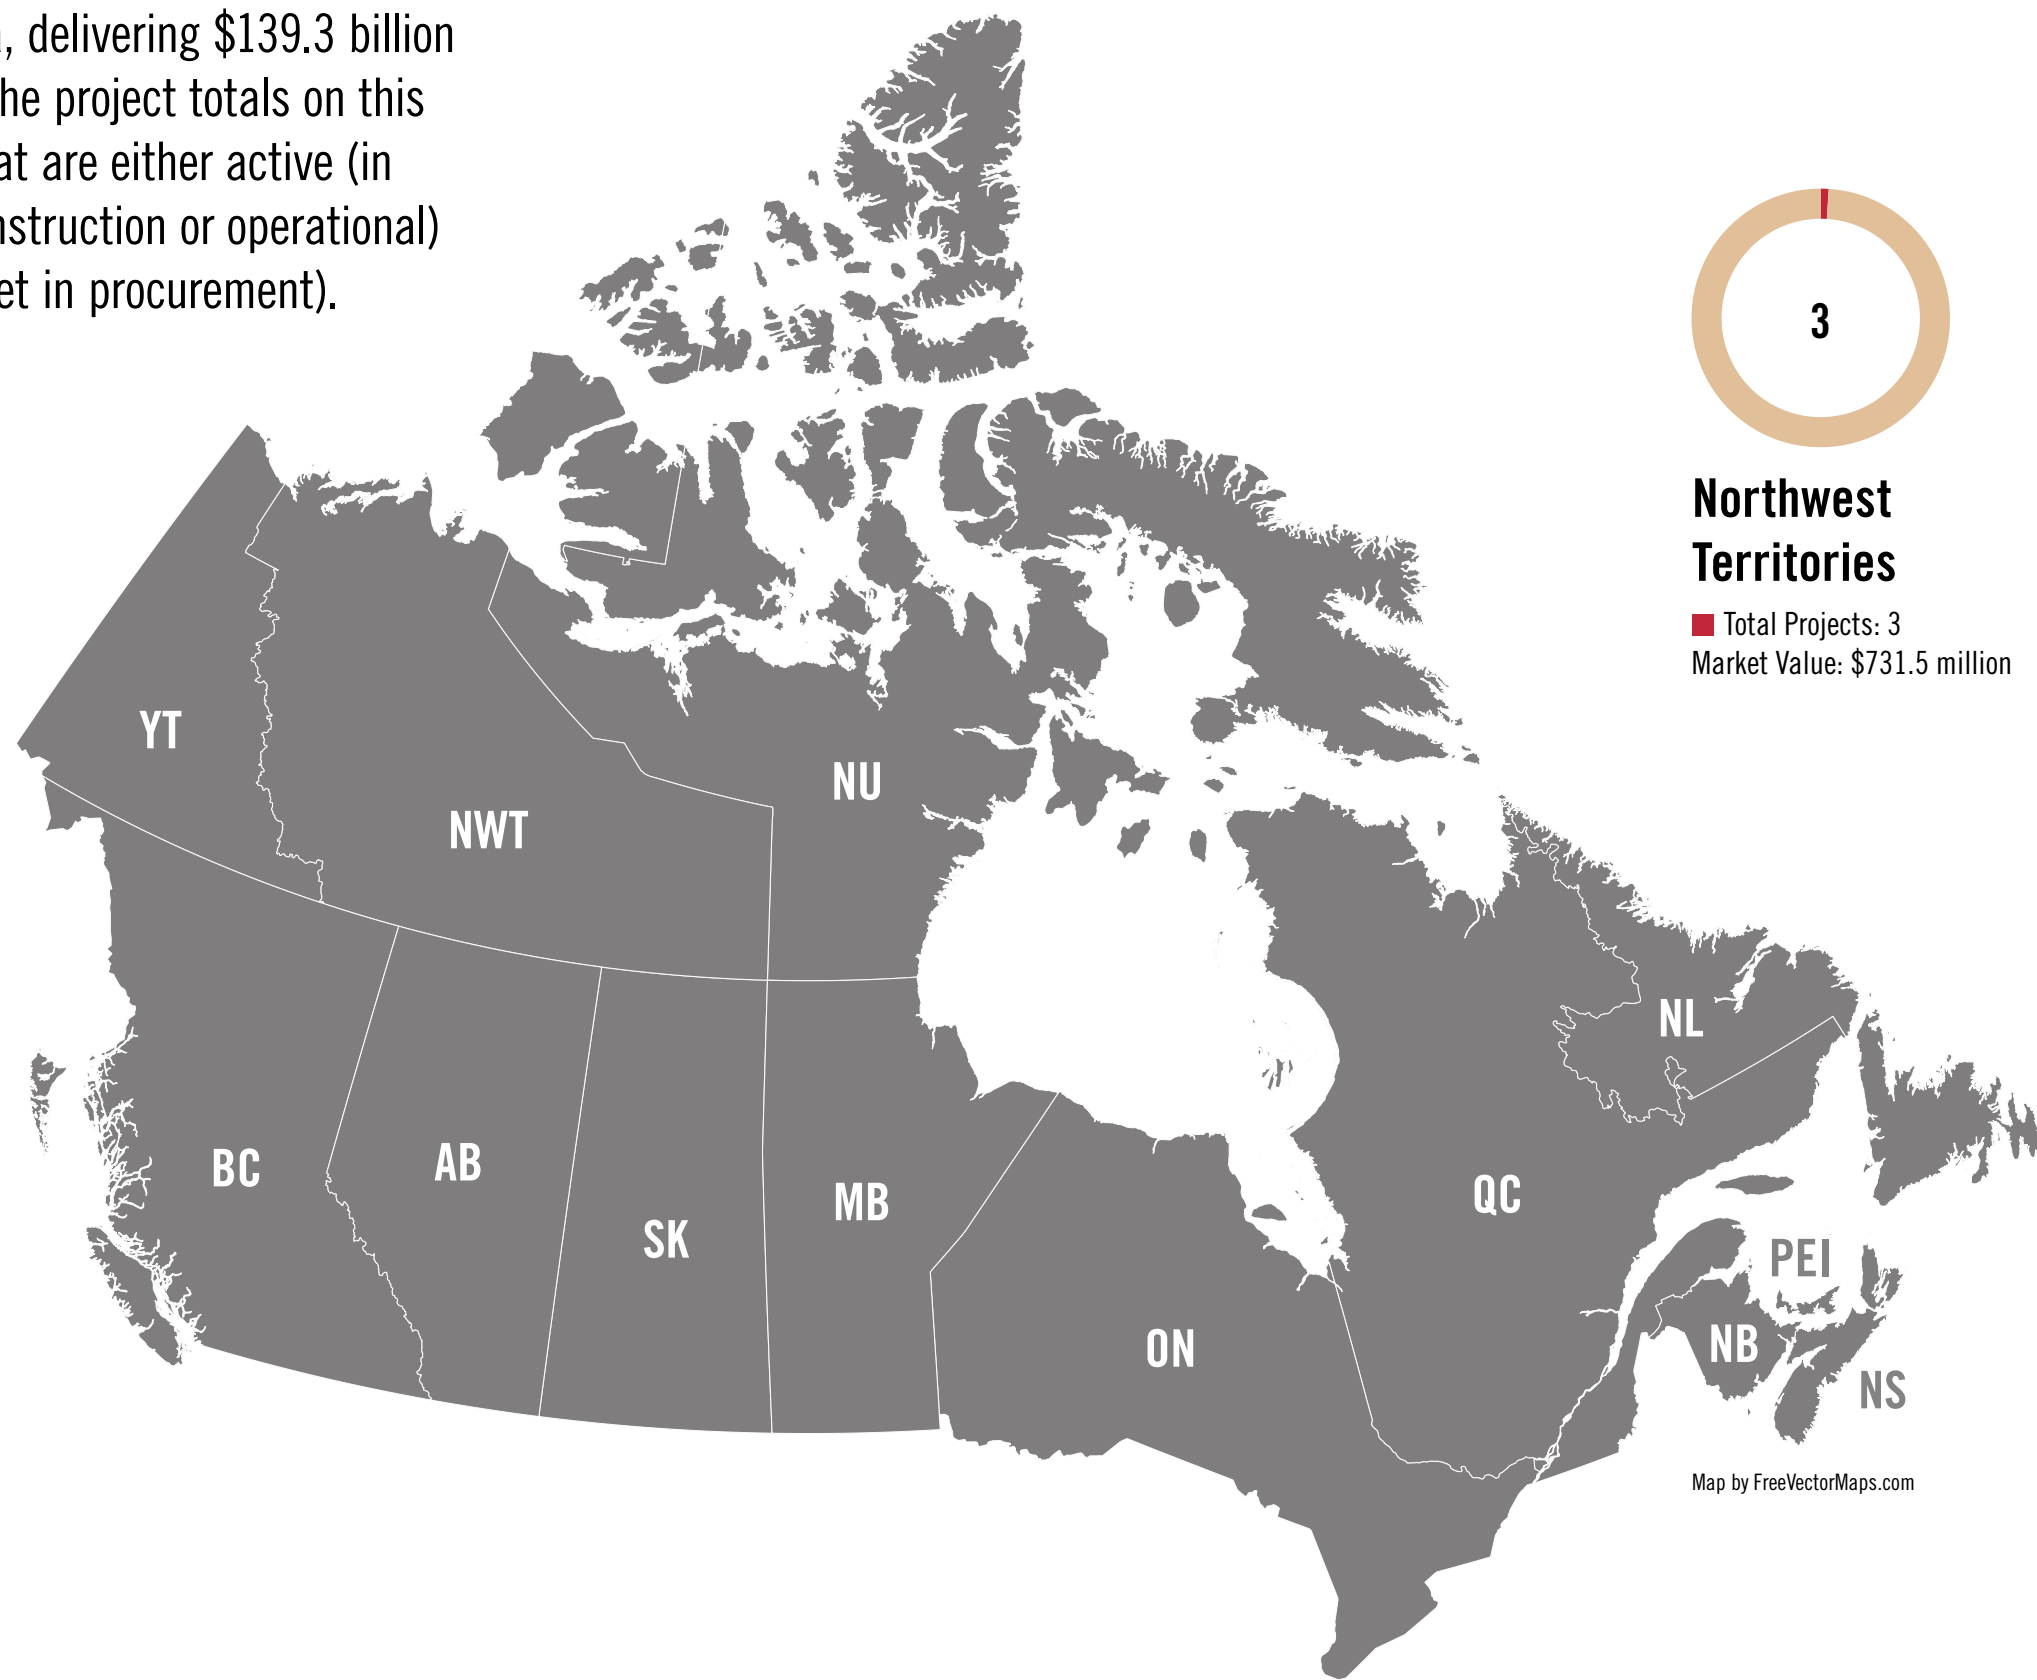 , delivering $139.3 billion
he project totals on this
at are either active (in
nstruction or operational)
et in procurement).
3
Northwest
Territories
Total Projects: 3
Market Value: $731.5 million
YT
NWT
NU
NL
BC
AB
SK
MB
ON
QC
PEI
NB
NS
Map by FreeVectorMaps.com